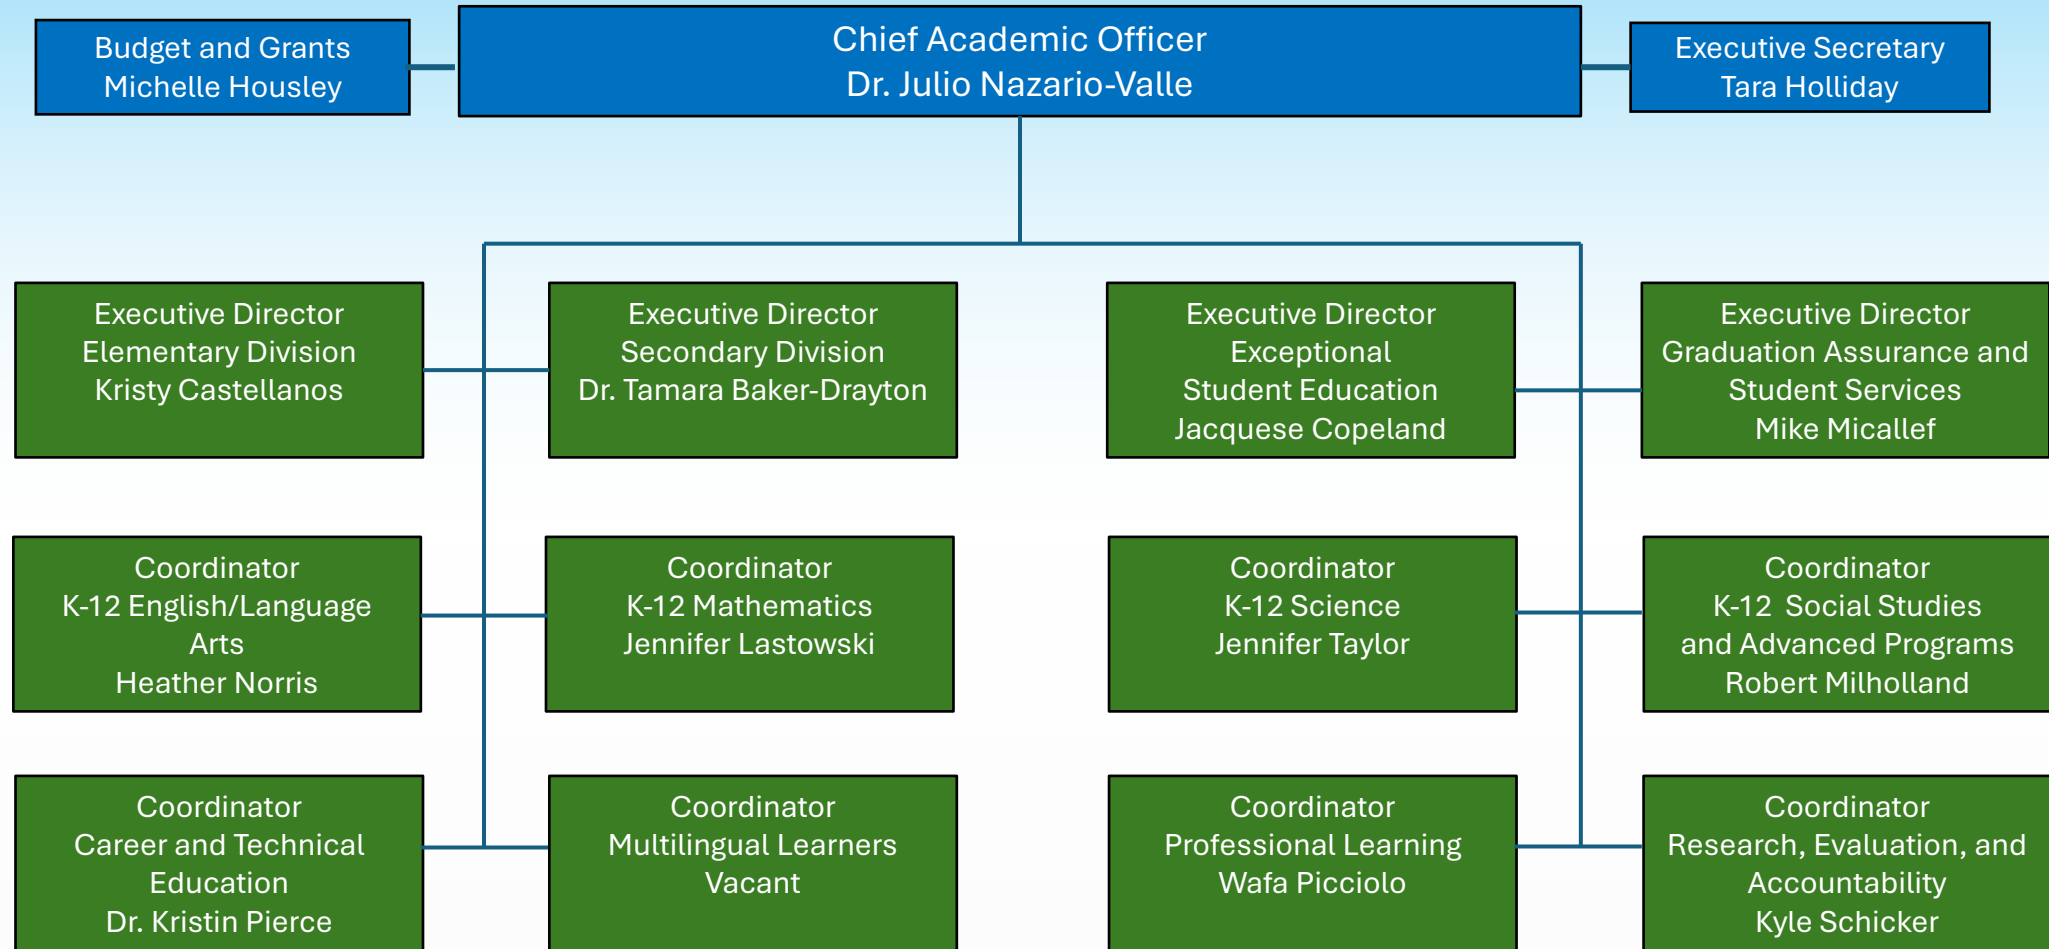 Budget and Grants
Michelle Housley
Chief Academic Officer
Dr. Julio Nazario-Valle
Executive Secretary
Tara Holliday
Executive Director
Elementary Division
Kristy Castellanos
Executive Director
Secondary Division
Dr. Tamara Baker-Drayton
Executive Director
Exceptional
Student Education
Jacquese Copeland
Executive Director
Graduation Assurance and
Student Services
Mike Micallef
Coordinator
K-12 English/Language
Arts
Heather Norris
Coordinator
K-12 Mathematics
Jennifer Lastowski
Coordinator
K-12 Science
Jennifer Taylor
Coordinator
K-12  Social Studies
and Advanced Programs
Robert Milholland
Coordinator
Career and Technical
Education
Dr. Kristin Pierce
Coordinator
Multilingual Learners
Vacant
Coordinator
Professional Learning
Wafa Picciolo
Coordinator
Research, Evaluation, and
Accountability
Kyle Schicker